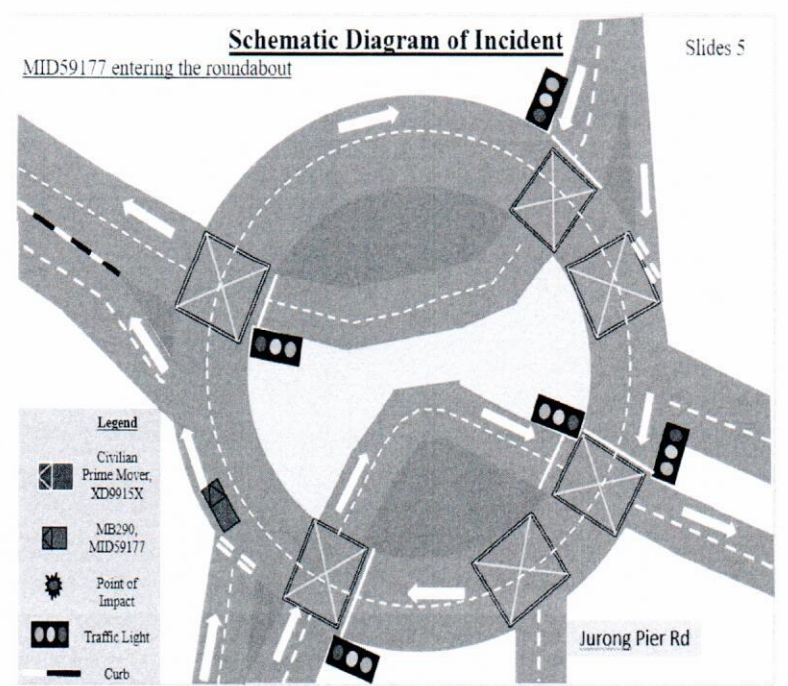 Schematic Diagram of Incident
Slides 5
MID59177 entering the roundabout
Legend
Civilian
Prime Mover,
XD9915X
MB290,
MID59177
Point of
Impact
Traffic Light
Curb
Jurong Pier Rd